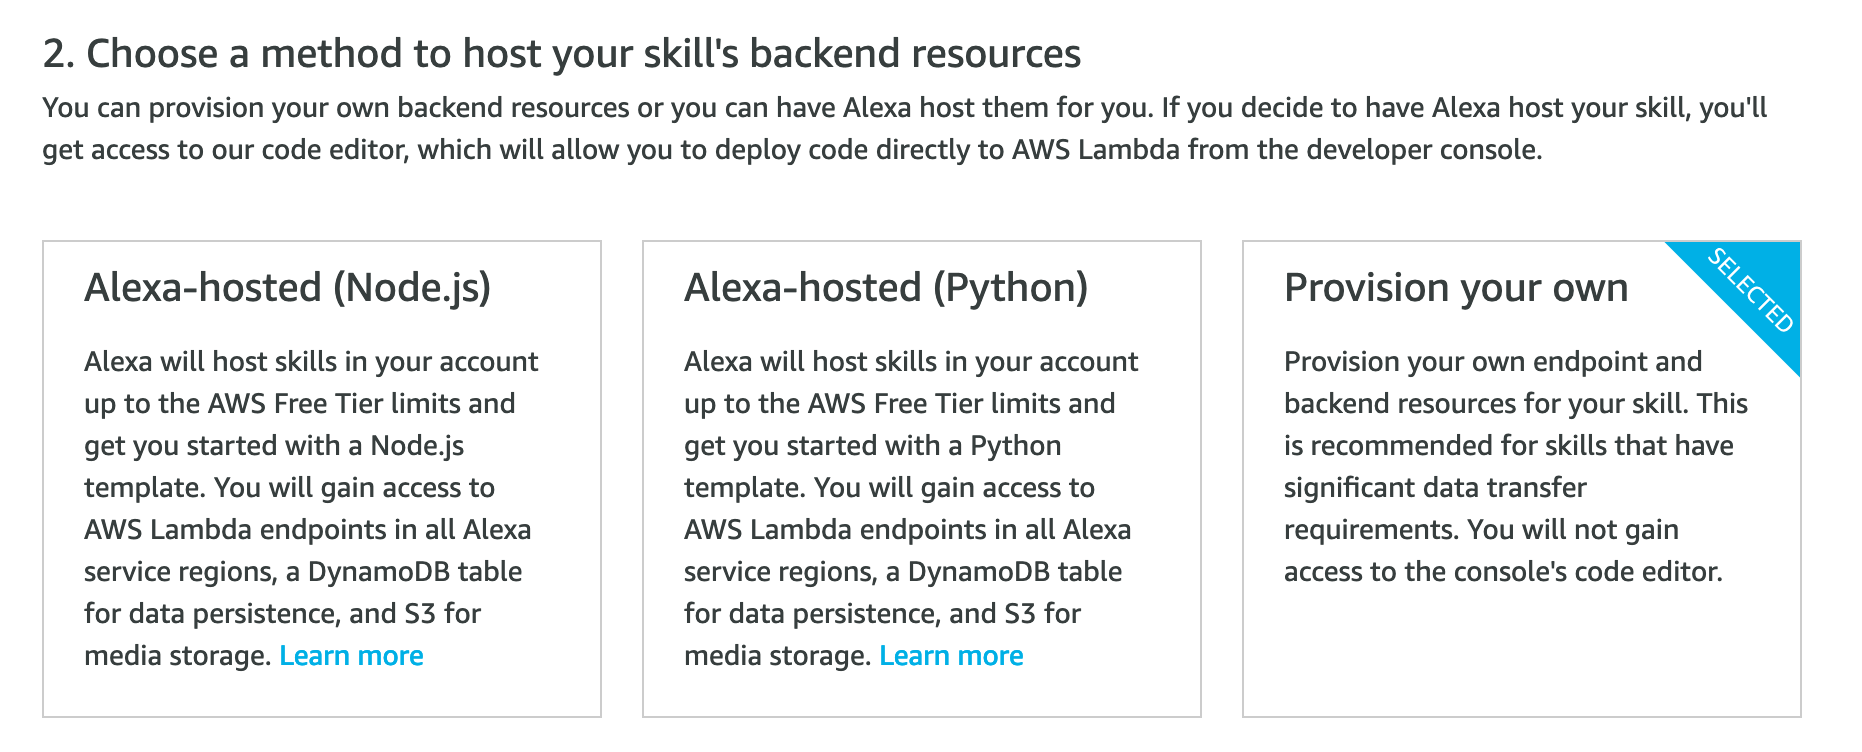 2. Choose a method to host your skill's backend resources
You can provision your own backend resources or you can have Alexa host them for you. If you decide to have Alexa host your skill, you'll
get access to our code editor, which will allow you to deploy code directly to AWS Lambda from the developer console.
Alexa-hosted (Node.js)
Alexa will host skills in your account
up to the AWS Free Tier limits and
get you started with a Node.js
template. You will gain access to
AWS Lambda endpoints in all Alexa
service regions, a DynamoDB table
for data persistence, and S3 for
media storage. Learn more
Alexa-hosted (Python)
Alexa will host skills in your account
up to the AWS Free Tier limits and
get you started with a Python
template. You will gain access to
AWS Lambda endpoints in all Alexa
service regions, a DynamoDB table
for data persistence, and S3 for
media storage. Learn more
Provision your own
SELECTED
Provision your own endpoint and
backend resources for your skill. This
is recommended for skills that have
significant data transfer
requirements. You will not gain
access to the console's code editor.